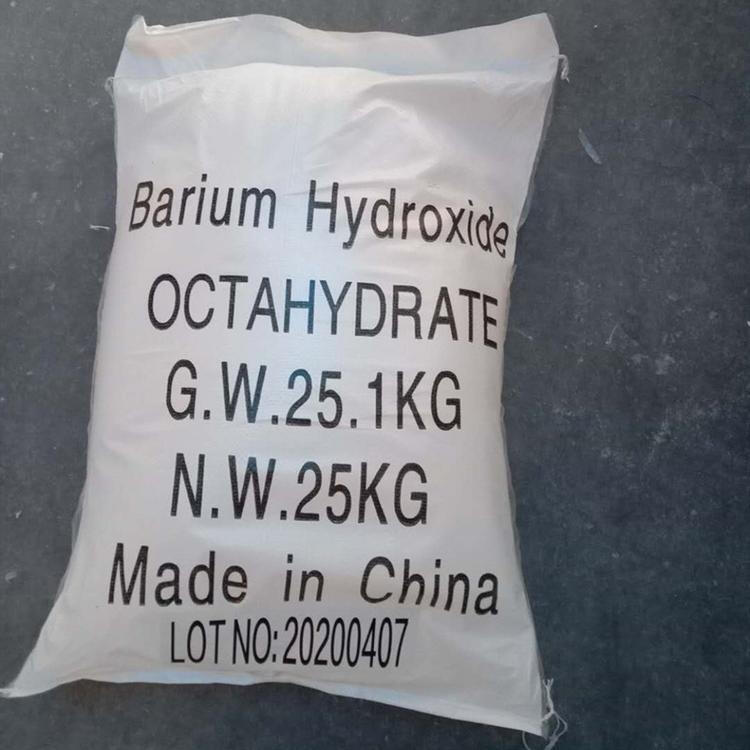 Barium Hydroxide
OCTAHYDRATE
G.W.25.1KG
N.W.25KG
Made in China
LOT NO:20200407